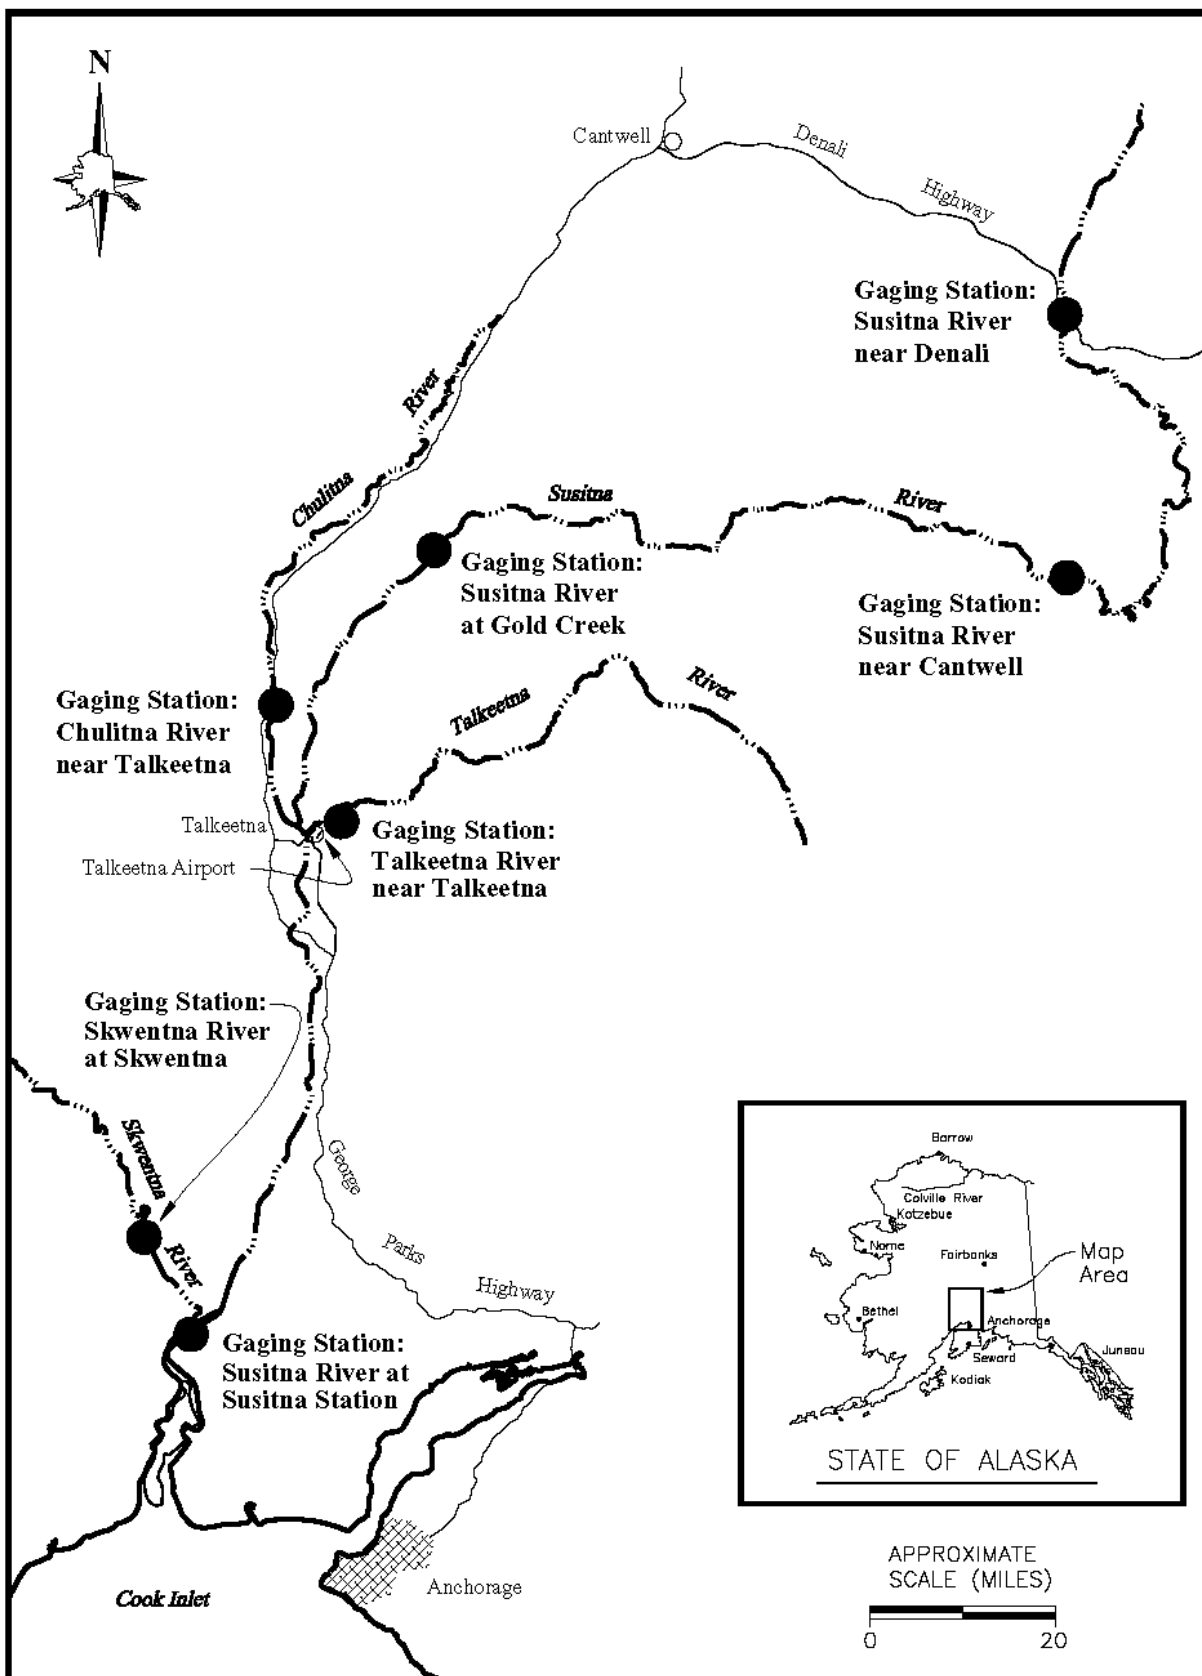 N
Cantwell
Denali
Highway
Gaging Station:
Susitna River
near Denali
River
Chulitna
Susitna
River
Gaging Station:
Susitna River
at Gold Creek
Gaging Station:
Susitna River
near Cantwell
River
Talkeetna
Gaging Station:
Chulitna River
near Talkeetna
Talkeetna
Talkeetna Airport
Gaging Station:
Talkeetna River
near Talkeetna
Gaging Station:
Skwentna River
at Skwentna
Skwentna
River
George
Parks
Highway
Gaging Station:
Susitna River at
Susitna Station
Cook Inlet
Anchorage
Barrow
Colville River
Kotzebue
Nome
Fairbanks
Map
Area
Bethel
Anchorage
Seward
Juneau
Kodiak
STATE OF ALASKA
APPROXIMATE
SCALE (MILES)
0 20